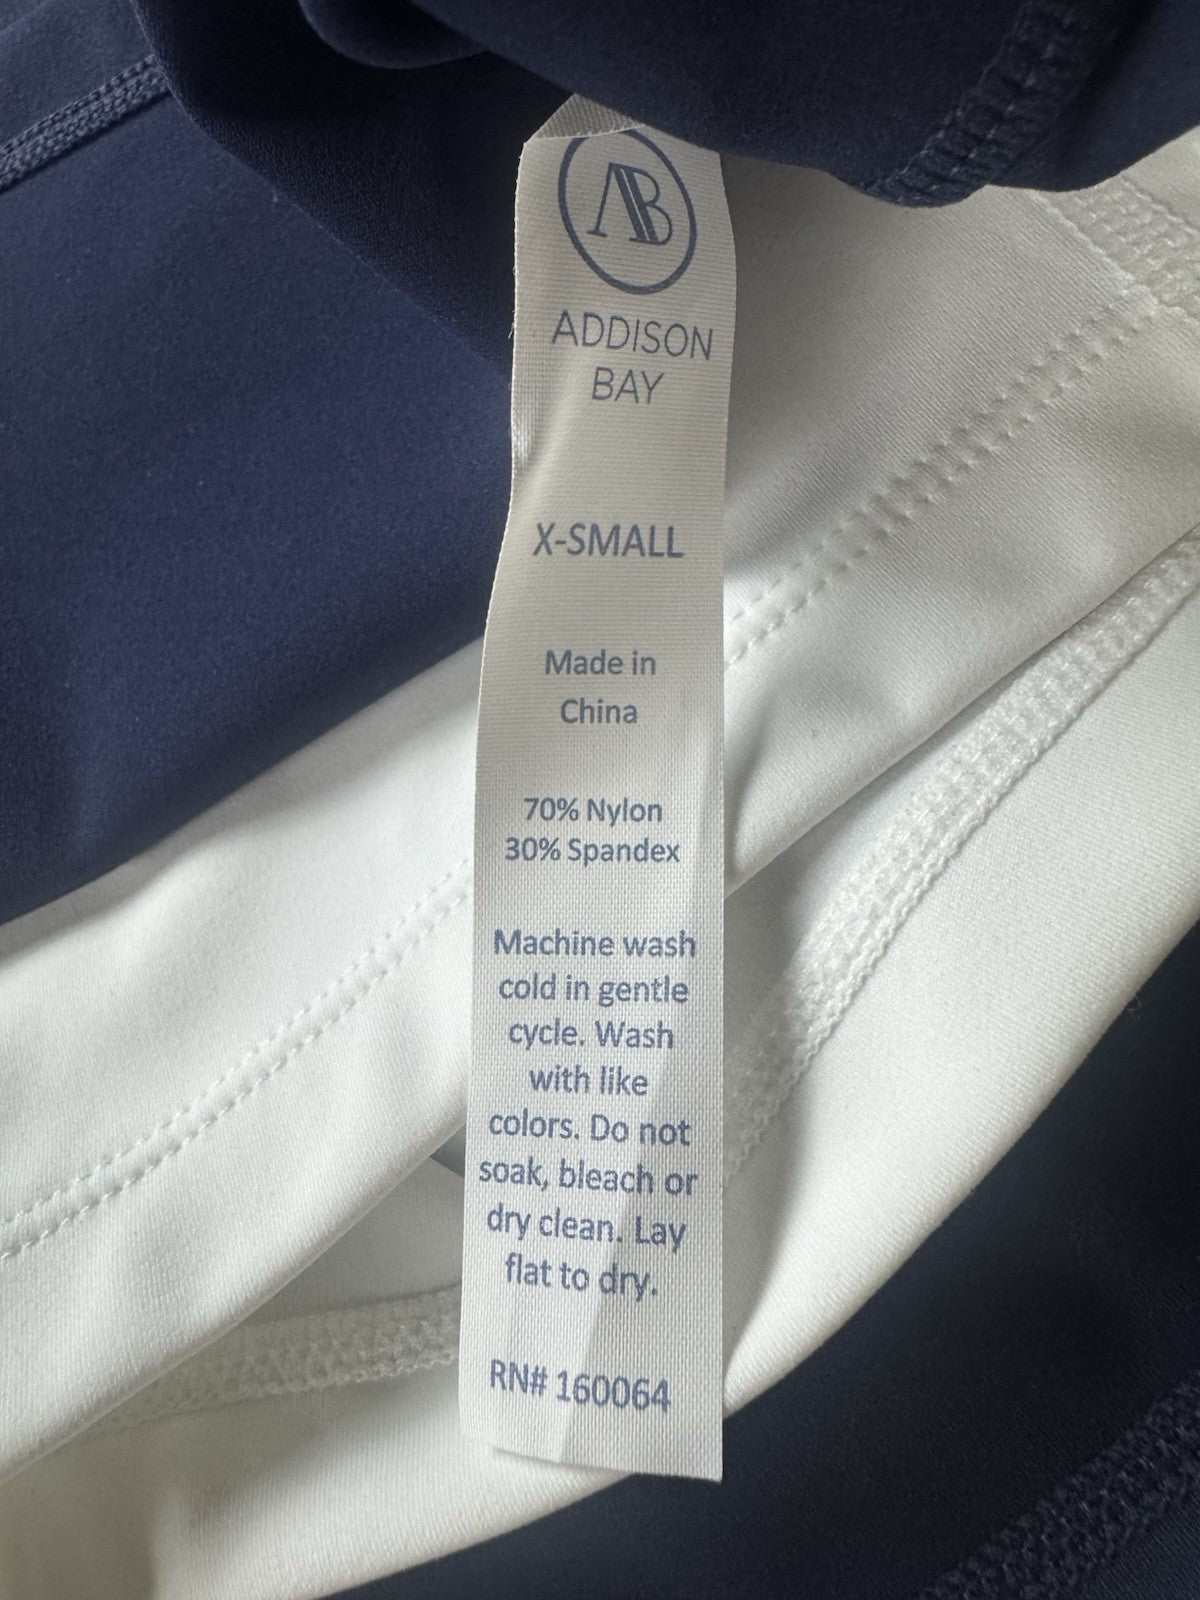 AB
ADDISON
BAY
X-SMALL
Made in
China
70% Nylon
30% Spandex
Machine wash
cold in gentle
cycle. Wash
with like
colors. Do not
soak, bleach or
dry clean. Lay
flat to dry.
RN# 160064